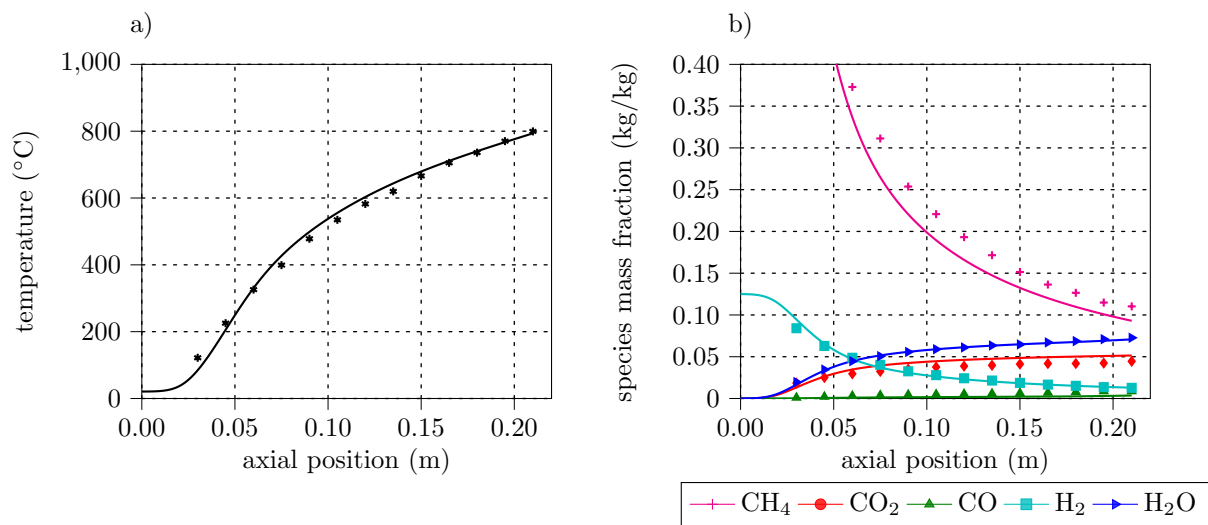 a)
1,000
800
600
400
200
0
temperature (°C)
0.00 0.05 0.10 0.15 0.20
axial position (m)
b)
0.40
0.35
0.30
0.25
0.20
0.15
0.10
0.05
0
species mass fraction (kg/kg)
0.00 0.05 0.10 0.15 0.20
axial position (m)
CH₄ CO₂ CO H₂ H₂O